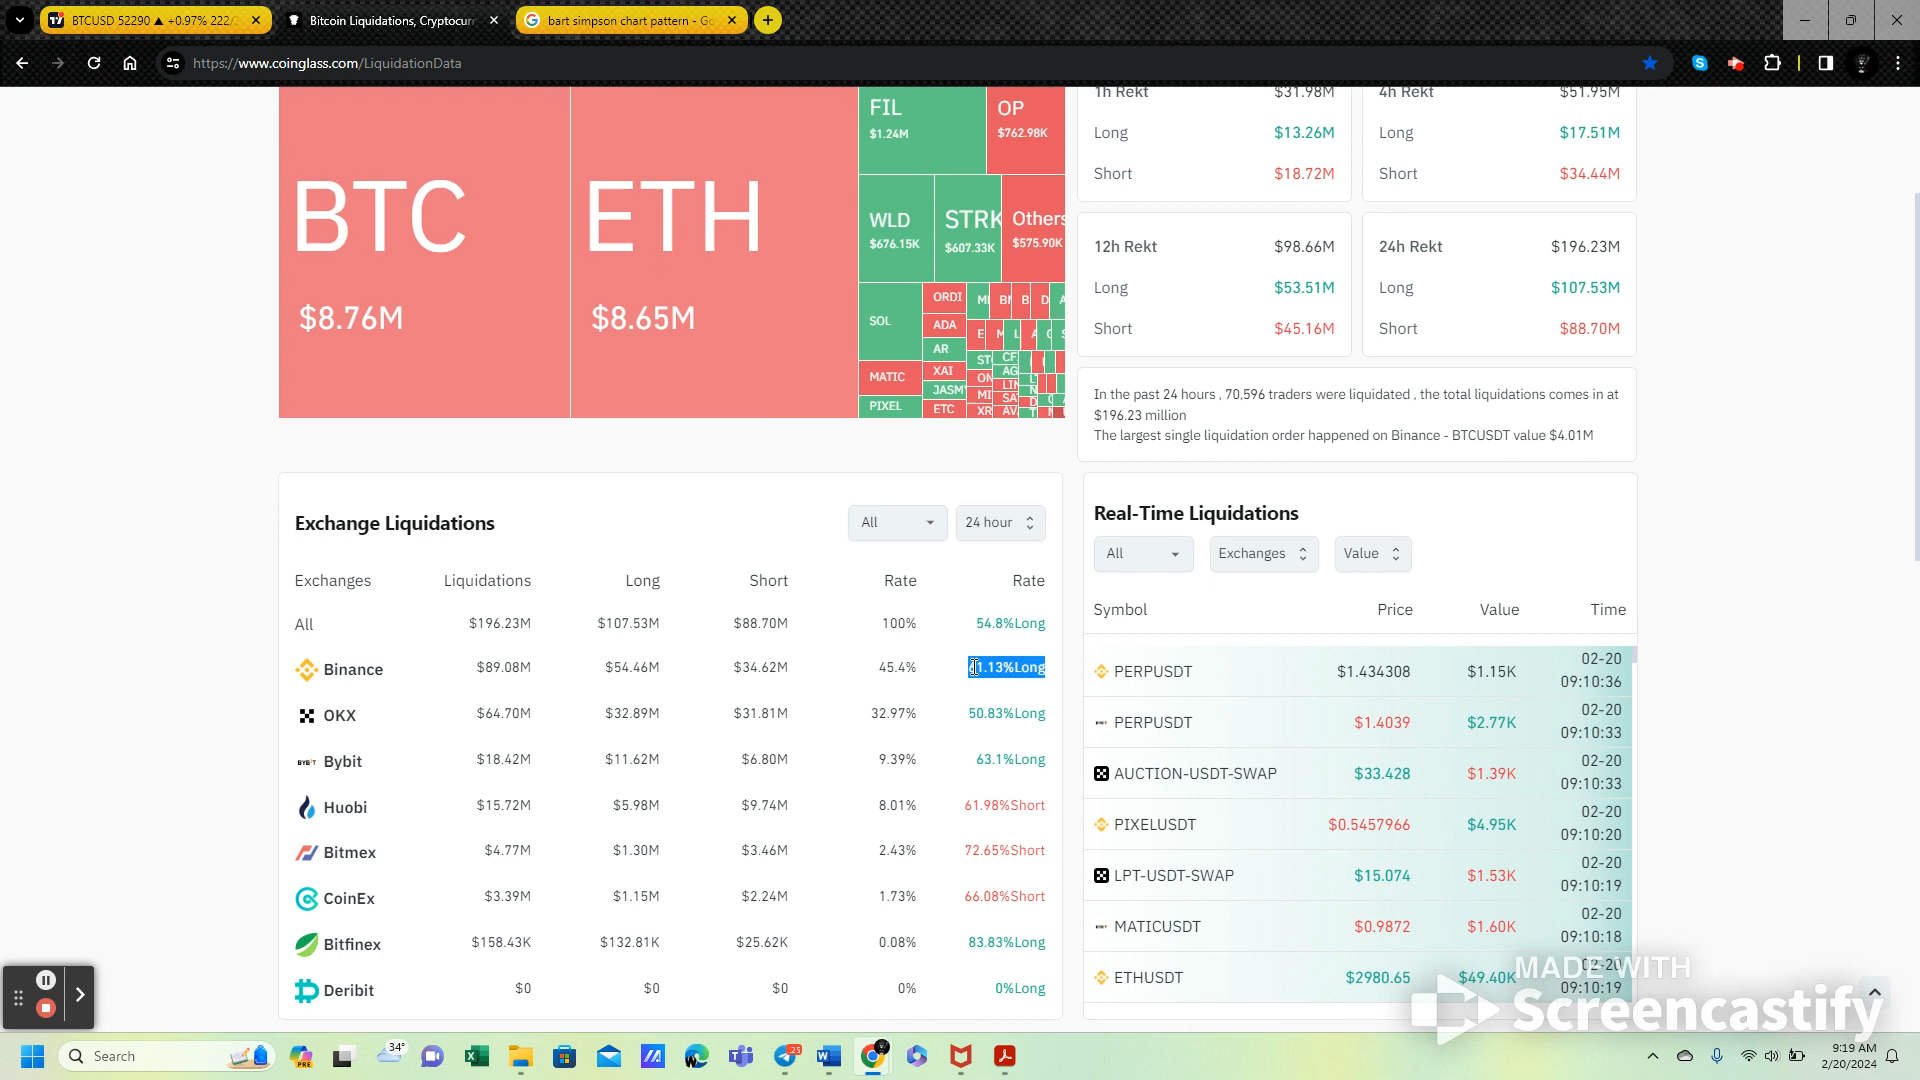 BTCUSD 52290 ▲ +0.97% 222/
Bitcoin Liquidations, Cryptocurr
bart simpson chart pattern - Go
https://www.coinglass.com/LiquidationData
BTC
$8.76M
ETH
$8.65M
FIL
$1.24M
OP
$762.98K
WLD
$676.15K
STRK
$607.33K
Others
$575.90K
SOL
MATIC
PIXEL
ORDI
ADA
AR
XAI
JASMY
ETC
1h Rekt $31.98M
Long $13.26M
Short $18.72M
4h Rekt $51.95M
Long $17.51M
Short $34.44M
12h Rekt $98.66M
Long $53.51M
Short $45.16M
24h Rekt $196.23M
Long $107.53M
Short $88.70M
In the past 24 hours , 70,596 traders were liquidated , the total liquidations comes in at
$196.23 million
The largest single liquidation order happened on Binance - BTCUSDT value $4.01M
Exchange Liquidations
All 24 hour
Exchanges Liquidations Long Short Rate Rate
All $196.23M $107.53M $88.70M 100% 54.8%Long
Binance $89.08M $54.46M $34.62M 45.4% 61.13%Long
OKX $64.70M $32.89M $31.81M 32.97% 50.83%Long
Bybit $18.42M $11.62M $6.80M 9.39% 63.1%Long
Huobi $15.72M $5.98M $9.74M 8.01% 61.98%Short
Bitmex $4.77M $1.30M $3.46M 2.43% 72.65%Short
CoinEx $3.39M $1.15M $2.24M 1.73% 66.08%Short
Bitfinex $158.43K $132.81K $25.62K 0.08% 83.83%Long
Deribit $0 $0 $0 0% 0%Long
Real-Time Liquidations
All Exchanges Value
Symbol Price Value Time
PERPUSDT $1.434308 $1.15K 02-20
09:10:36
PERPUSDT $1.4039 $2.77K 02-20
09:10:33
AUCTION-USDT-SWAP $33.428 $1.39K 02-20
09:10:33
PIXELUSDT $0.5457966 $4.95K 02-20
09:10:20
LPT-USDT-SWAP $15.074 $1.53K 02-20
09:10:19
MATICUSDT $0.9872 $1.60K 02-20
09:10:18
ETHUSDT $2980.65 $49.40K 02-20
09:10:19
MADE WITH
Screencastify
Search
34°
9:19 AM
2/20/2024